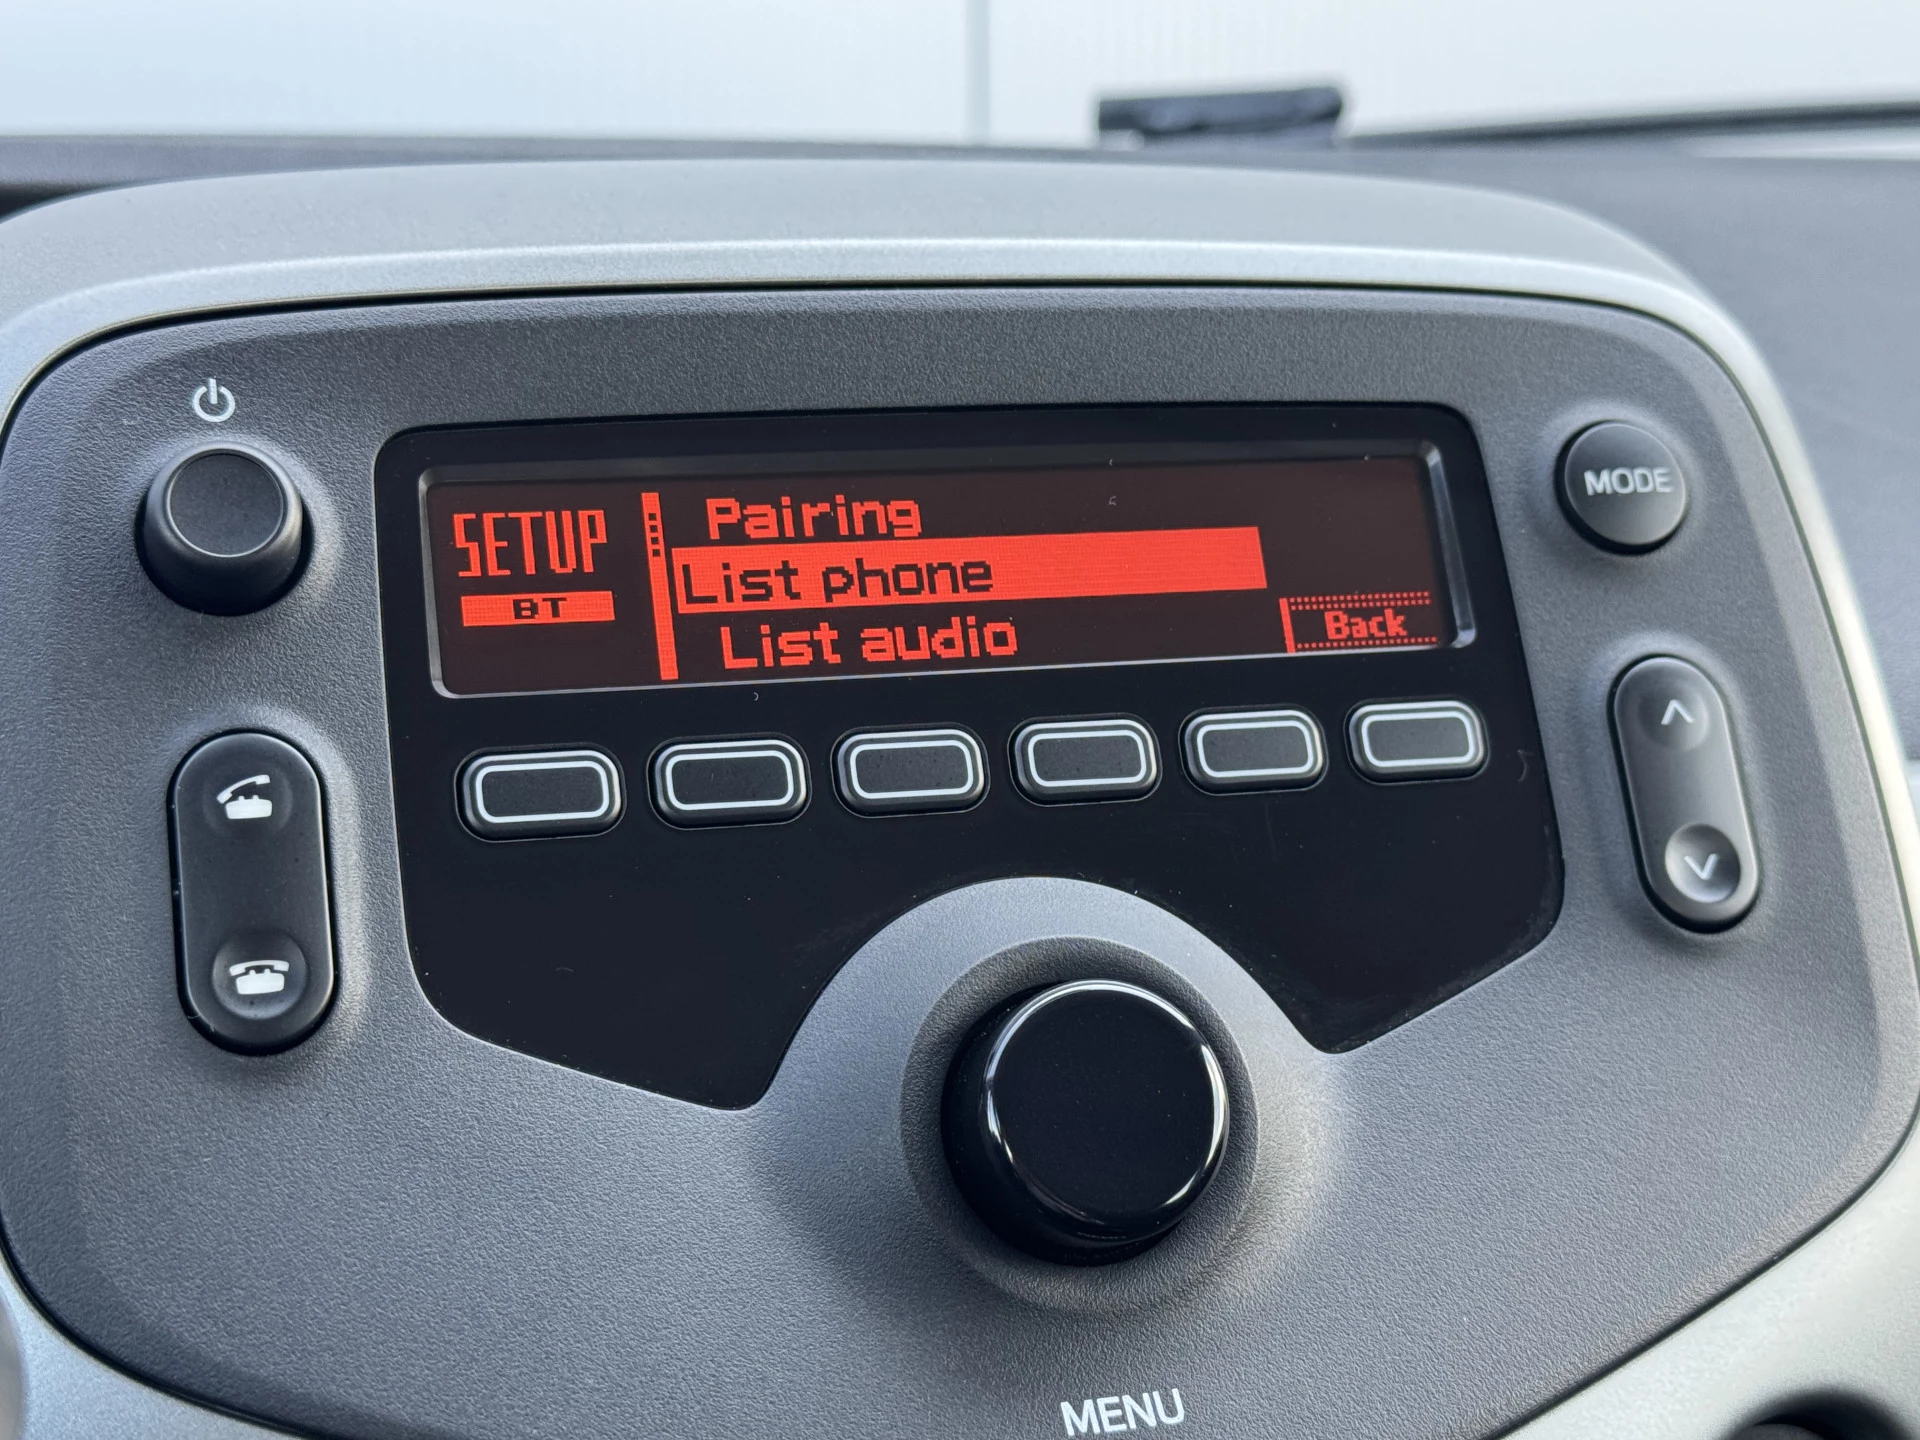 Pairing
SETUP
List phone
BT
List audio
Back
MODE
MENU